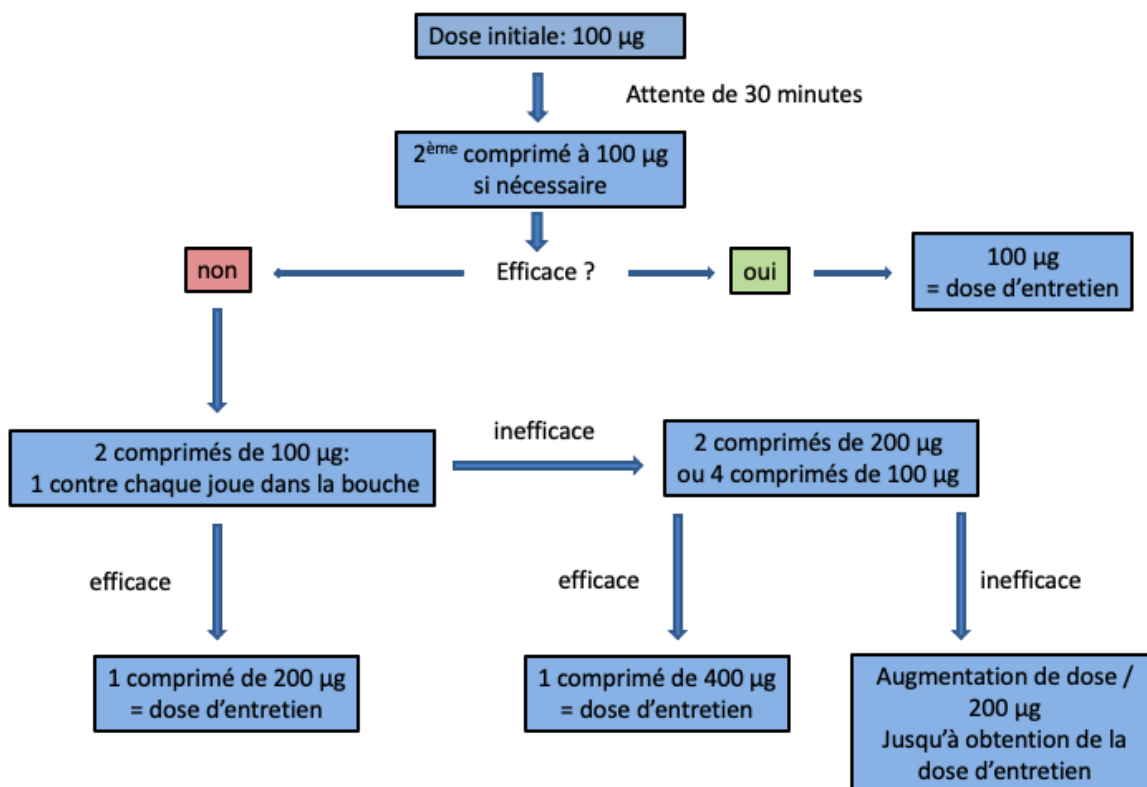 Dose initiale: 100 µg
Attente de 30 minutes
2ème comprimé à 100 µg
si nécessaire
non
Efficace ?
oui
100 µg
= dose d'entretien
2 comprimés de 100 µg:
1 contre chaque joue dans la bouche
inefficace
2 comprimés de 200 µg
ou 4 comprimés de 100 µg
efficace
efficace
inefficace
1 comprimé de 200 µg
= dose d'entretien
1 comprimé de 400 µg
= dose d'entretien
Augmentation de dose /
200 µg
Jusqu'à obtention de la
dose d'entretien